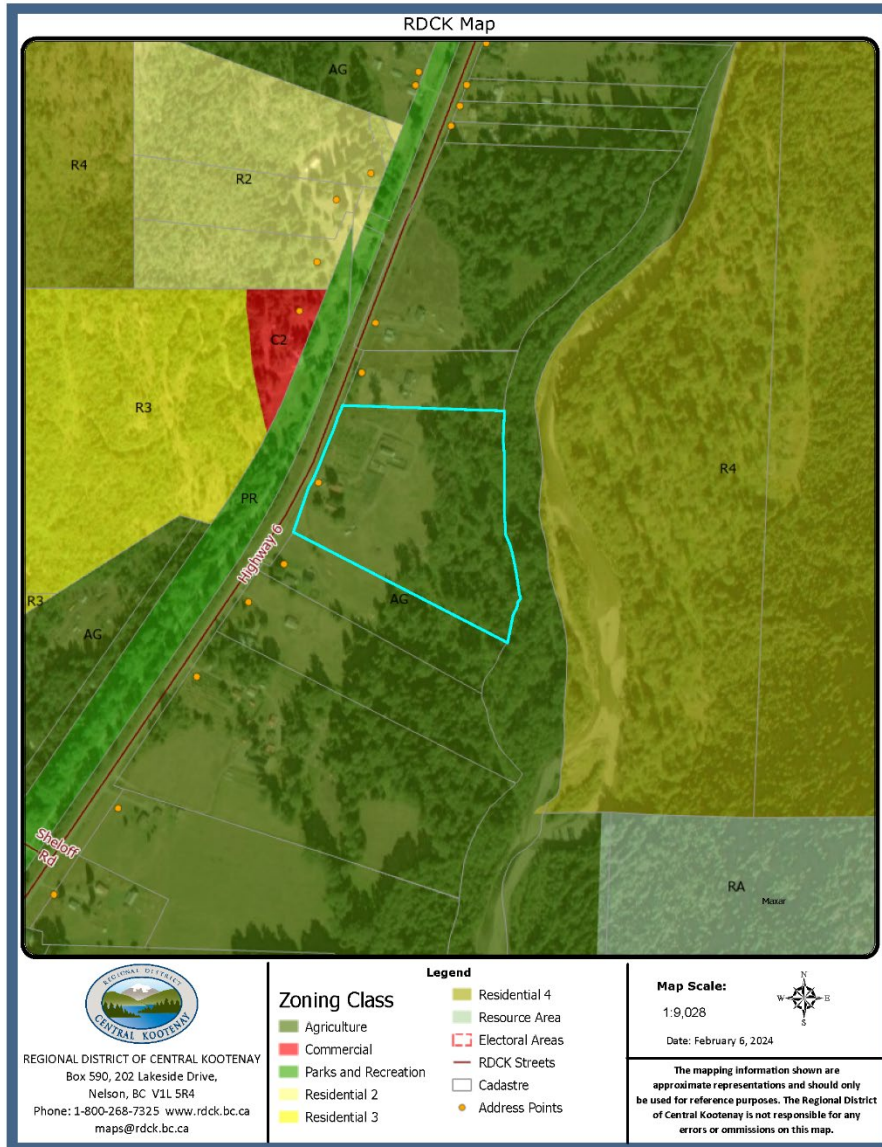 RDCK Map
AG
R4
R2
C2
R3
R4
PR
Highway 6
R3
AG
AG
Sheloff
Rd
RA
Maxar
REGIONAL DISTRICT
CENTRAL KOOTENAY
REGIONAL DISTRICT OF CENTRAL KOOTENAY
Box 590, 202 Lakeside Drive,
Nelson, BC V1L 5R4
Phone: 1-800-268-7325 www.rdck.bc.ca
maps@rdck.bc.ca
Legend
Zoning Class
Agriculture
Commercial
Parks and Recreation
Residential 2
Residential 3
Residential 4
Resource Area
Electoral Areas
RDCK Streets
Cadastre
Address Points
Map Scale:
1:9,028
Date: February 6, 2024
N
W
E
S
The mapping information shown are
approximate representations and should only
be used for reference purposes. The Regional District
of Central Kootenay is not responsible for any
errors or ommissions on this map.